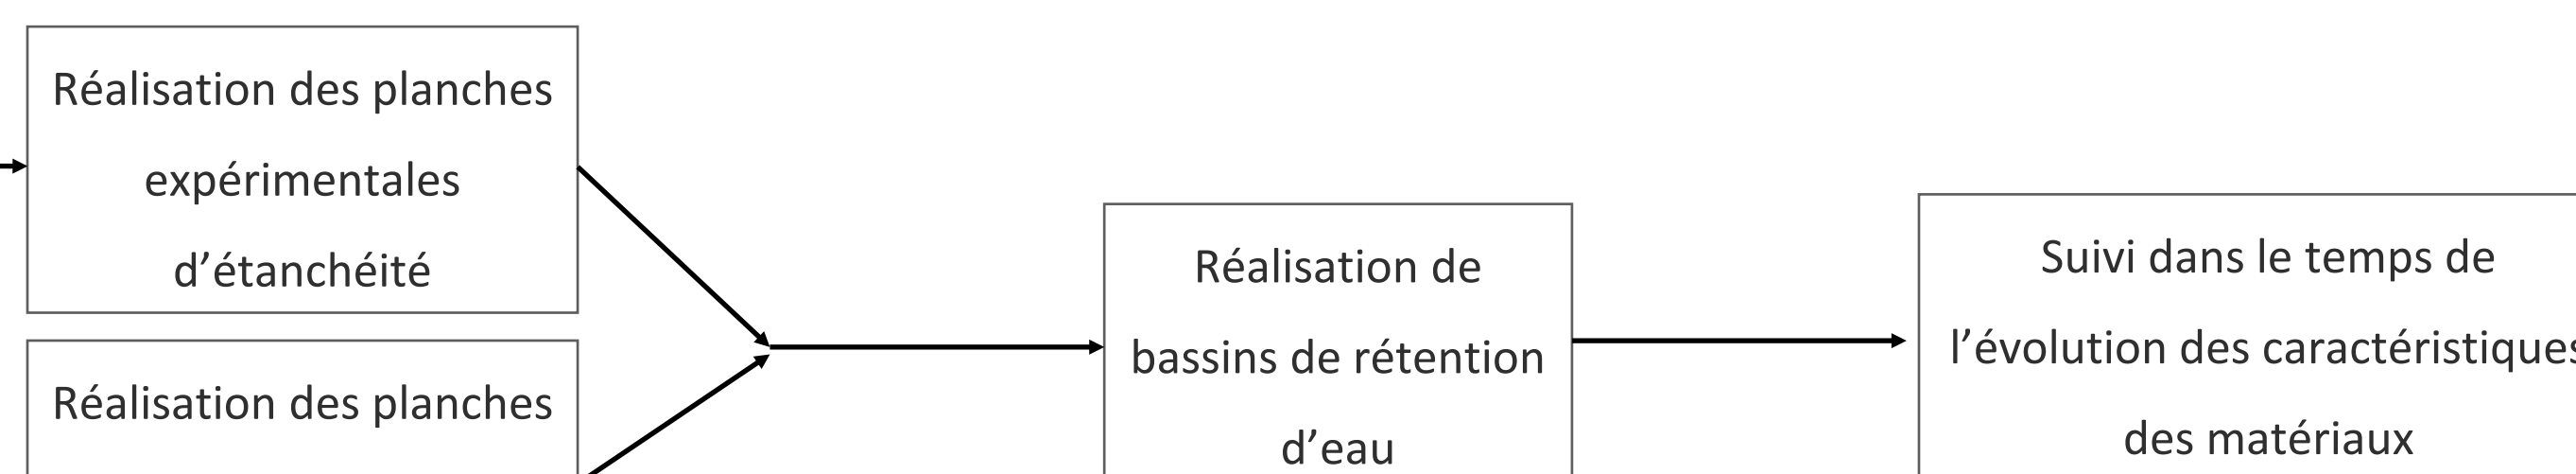 Réalisation des planches
expérimentales
d’étanchéité
Réalisation des planches
Réalisation de
bassins de rétention
d’eau
Suivi dans le temps de
l’évolution des caractéristiques
des matériaux